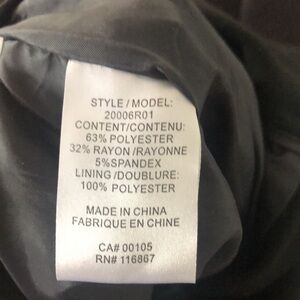 STYLE / MODEL:
20006R01
CONTENT/CONTENU:
63% POLYESTER
32% RAYON /RAYONNE
5%SPANDEX
LINING /DOUBLURE:
100% POLYESTER
MADE IN CHINA
FABRIQUE EN CHINE
CA# 00105
RN# 116867